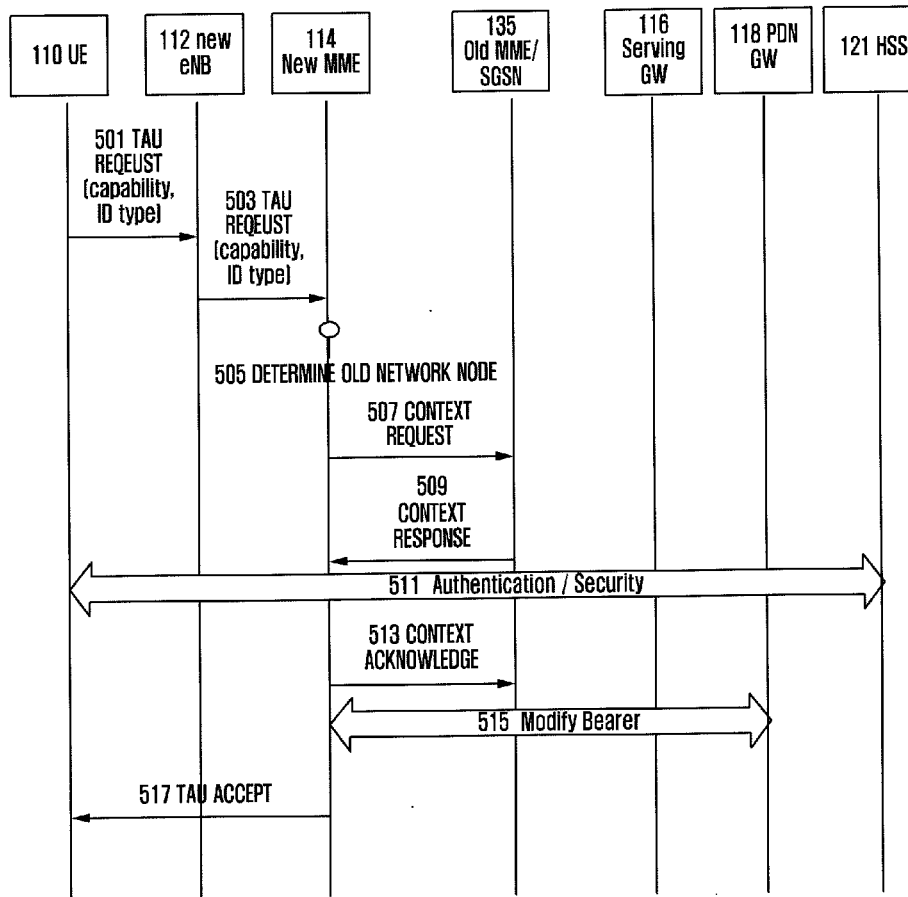 110 UE
112 new
eNB
114
New MME
135
Old MME/
SGSN
116
Serving
GW
118 PDN
GW
121 HSS
501 TAU
REQEUST
(capability,
ID type)
503 TAU
REQEUST
(capability,
ID type)
505 DETERMINE OLD NETWORK NODE
507 CONTEXT
REQUEST
509
CONTEXT
RESPONSE
511 Authentication / Security
513 CONTEXT
ACKNOWLEDGE
515 Modify Bearer
517 TAU ACCEPT